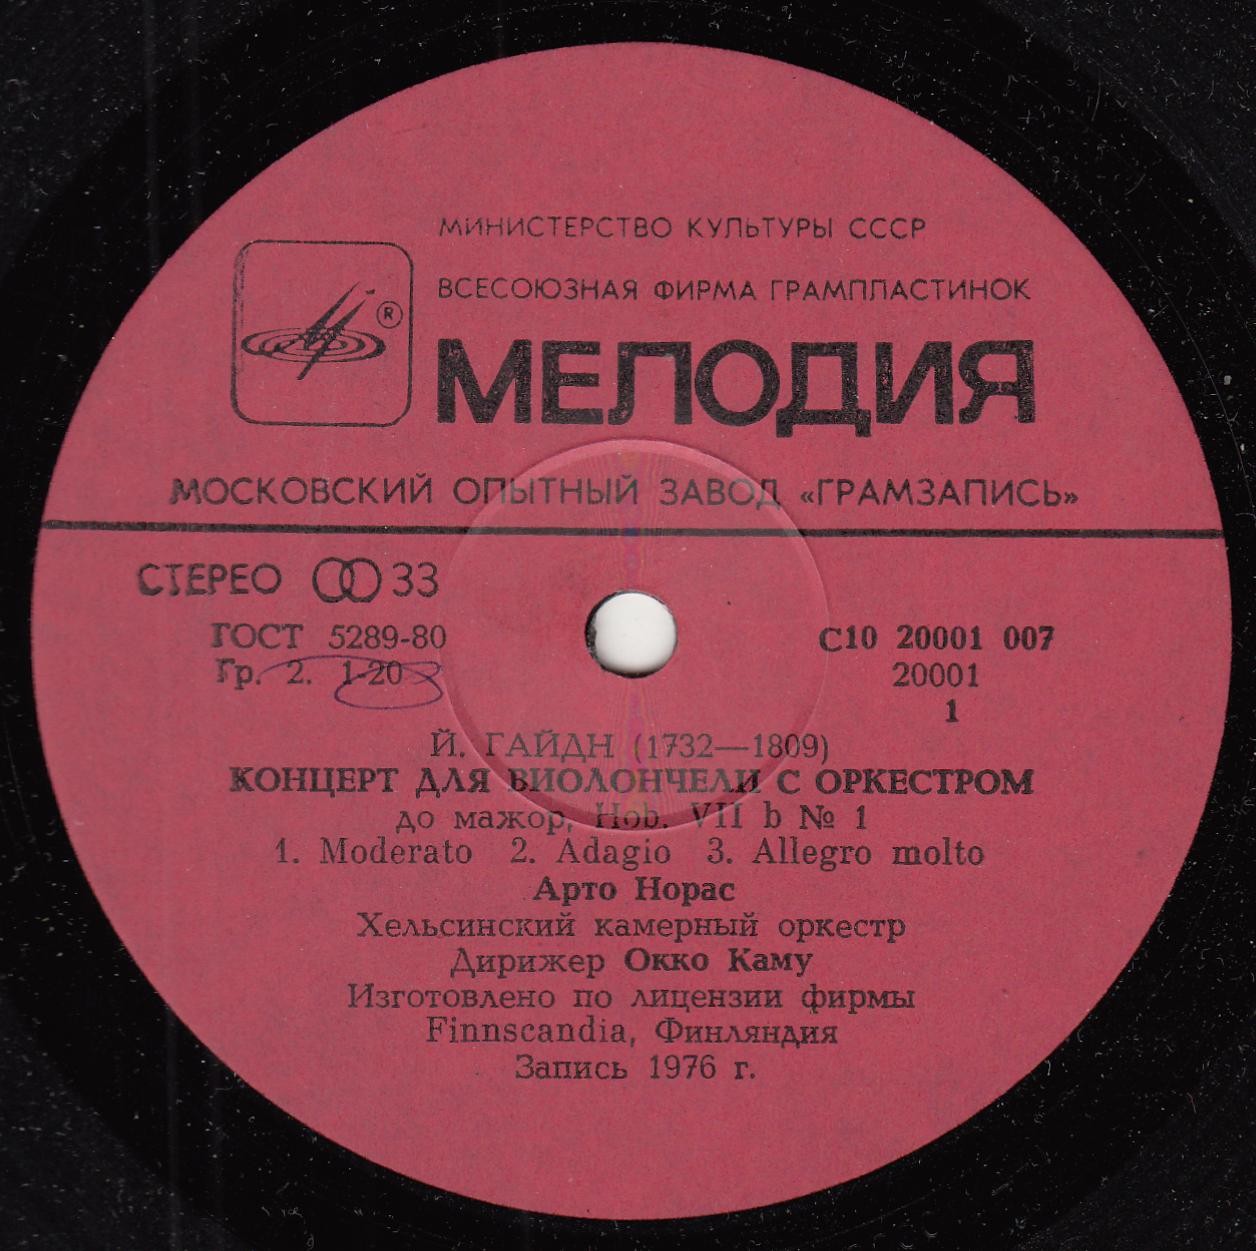 МИНИСТЕРСТВО КУЛЬТУРЫ СССР
ВСЕСОЮЗНАЯ ФИРМА ГРАМПЛАСТИНОК
®
МЕЛОДИЯ
МОСКОВСКИЙ ОПЫТНЫЙ ЗАВОД «ГРАМЗАПИСЬ»
СТЕРЕО 33
ГОСТ 5289-80
Гр. 2. 1-20
С10 20001 007
20001
1
Й. ГАЙДН (1732—1809)
КОНЦЕРТ ДЛЯ ВИОЛОНЧЕЛИ С ОРКЕСТРОМ
до мажор, Hob. VII b № 1
1. Moderato 2. Adagio 3. Allegro molto
Арто Норас
Хельсинский камерный оркестр
Дирижер Окко Каму
Изготовлено по лицензии фирмы
Finnscandia, Финляндия
Запись 1976 г.